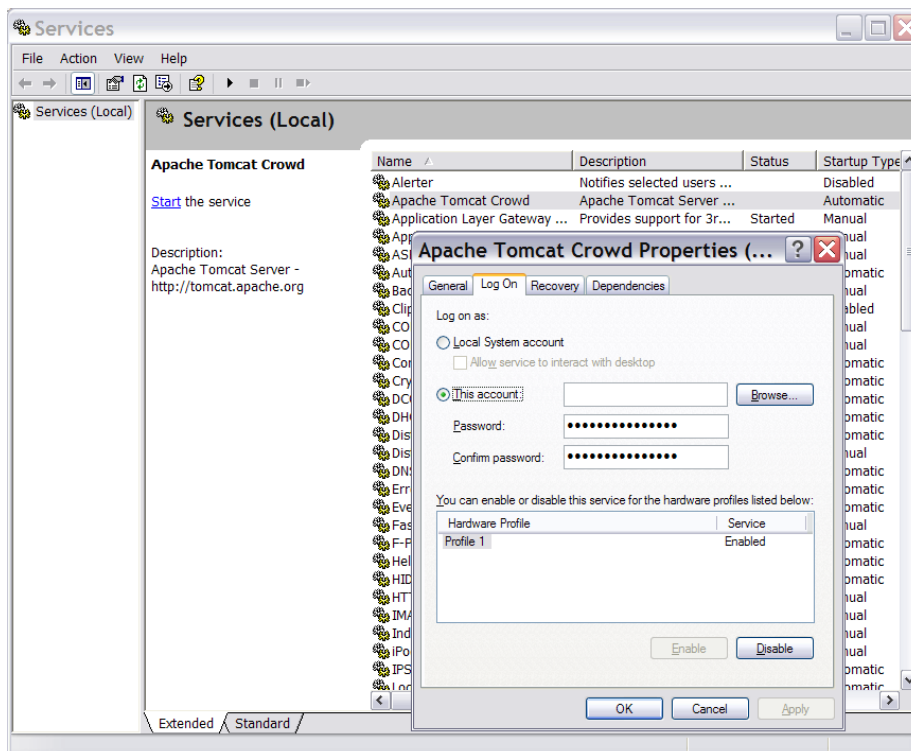 Services
File Action View Help
Services (Local)
Services (Local)
Apache Tomcat Crowd
Start the service
Description:
Apache Tomcat Server -
http://tomcat.apache.org
Name Description Status Startup Type
Alerter Notifies selected users ... Disabled
Apache Tomcat Crowd Apache Tomcat Server ... Automatic
Application Layer Gateway ... Provides support for 3r... Started Manual
Apache Tomcat Crowd Properties (...
General Log On Recovery Dependencies
Log on as:
Local System account
Allow service to interact with desktop
This account:
Browse...
Password: •••••••••••••••
Confirm password: •••••••••••••••
You can enable or disable this service for the hardware profiles listed below:
Hardware Profile Service
Profile 1 Enabled
Enable Disable
OK Cancel Apply
Extended Standard